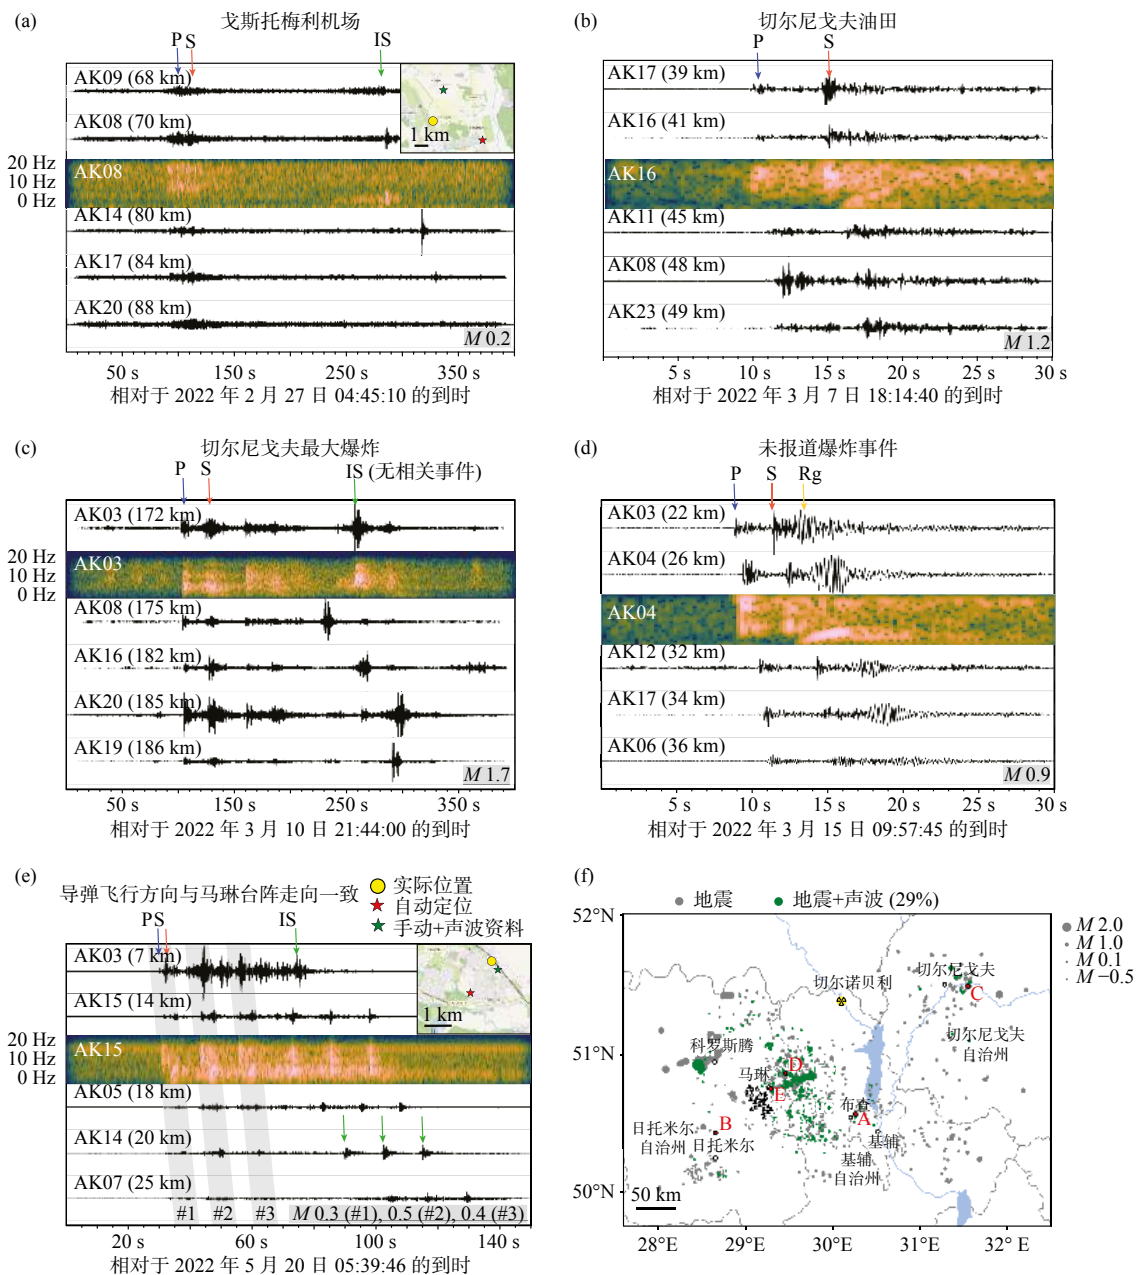 (a)
戈斯托梅利机场
P S
IS
AK09 (68 km)
AK08 (70 km)
1 km
20 Hz
10 Hz
0 Hz
AK08
AK14 (80 km)
AK17 (84 km)
AK20 (88 km)
M 0.2
50 s
150 s
250 s
350 s
相对于 2022 年 2 月 27 日 04:45:10 的到时
(b)
切尔尼戈夫油田
P
S
AK17 (39 km)
AK16 (41 km)
AK16
AK11 (45 km)
AK08 (48 km)
AK23 (49 km)
M 1.2
5 s
10 s
15 s
20 s
25 s
30 s
相对于 2022 年 3 月 7 日 18:14:40 的到时
(c)
切尔尼戈夫最大爆炸
P
S
IS (无相关事件)
AK03 (172 km)
20 Hz
10 Hz
0 Hz
AK03
AK08 (175 km)
AK16 (182 km)
AK20 (185 km)
AK19 (186 km)
M 1.7
50 s
150 s
250 s
350 s
相对于 2022 年 3 月 10 日 21:44:00 的到时
(d)
未报道爆炸事件
P
S
Rg
AK03 (22 km)
AK04 (26 km)
AK04
AK12 (32 km)
AK17 (34 km)
AK06 (36 km)
M 0.9
5 s
10 s
15 s
20 s
25 s
30 s
相对于 2022 年 3 月 15 日 09:57:45 的到时
(e)
导弹飞行方向与马琳台阵走向一致
实际位置
自动定位
手动+声波资料
P S
IS
AK03 (7 km)
AK15 (14 km)
1 km
20 Hz
10 Hz
0 Hz
AK15
AK05 (18 km)
AK14 (20 km)
AK07 (25 km)
#1
#2
#3
M 0.3 (#1), 0.5 (#2), 0.4 (#3)
20 s
60 s
100 s
140 s
相对于 2022 年 5 月 20 日 05:39:46 的到时
(f)
地震
地震+声波 (29%)
M 2.0
M 1.0
M 0.1
M −0.5
52°N
51°N
50°N
切尔诺贝利
切尔尼戈夫
C
切尔尼戈夫
自治州
科罗斯腾
马琳
D
E
布查
A
B
日托米尔
自治州
日托米尔
基辅
基辅
自治州
50 km
28°E
29°E
30°E
31°E
32°E